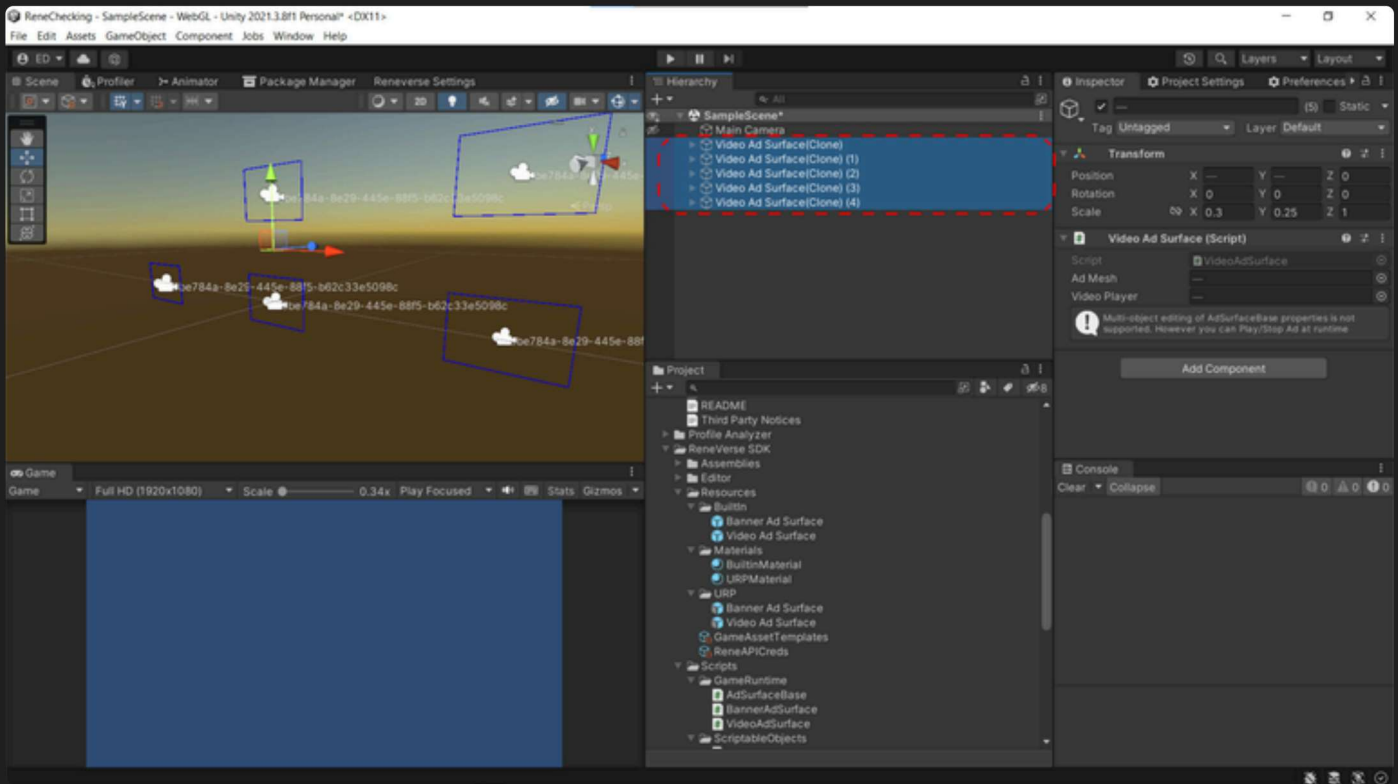 ReneChecking - SampleScene - WebGL - Unity 2021.3.8f1 Personal* <DX11>
File Edit Assets GameObject Component Jobs Window Help
ED
Layers Layout
Scene Profiler Animator Package Manager Reneverse Settings
2D
be784a-8e29-445e-88f5-b62c33e5098c
be784a-8e29-445e-88f5-b62c33e5098c
be784a-8e29-445e-88f
Game
Game Full HD (1920x1080) Scale 0.34x Play Focused Stats Gizmos
Hierarchy
All
SampleScene*
Main Camera
Video Ad Surface(Clone)
Video Ad Surface(Clone) (1)
Video Ad Surface(Clone) (2)
Video Ad Surface(Clone) (3)
Video Ad Surface(Clone) (4)
Project
8
README
Third Party Notices
Profile Analyzer
ReneVerse SDK
Assemblies
Editor
Resources
BuiltIn
Banner Ad Surface
Video Ad Surface
Materials
BuiltinMaterial
URPMaterial
URP
Banner Ad Surface
Video Ad Surface
GameAssetTemplates
ReneAPICreds
Scripts
GameRuntime
AdSurfaceBase
BannerAdSurface
VideoAdSurface
ScriptableObjects
Inspector Project Settings Preferences
— (5) Static
Tag Untagged Layer Default
Transform
Position X — Y — Z 0
Rotation X 0 Y 0 Z 0
Scale X 0.3 Y 0.25 Z 1
Video Ad Surface (Script)
Script VideoAdSurface
Ad Mesh —
Video Player —
Multi-object editing of AdSurfaceBase properties is not
supported. However you can Play/Stop Ad at runtime
Add Component
Console
Clear Collapse 0 0 0